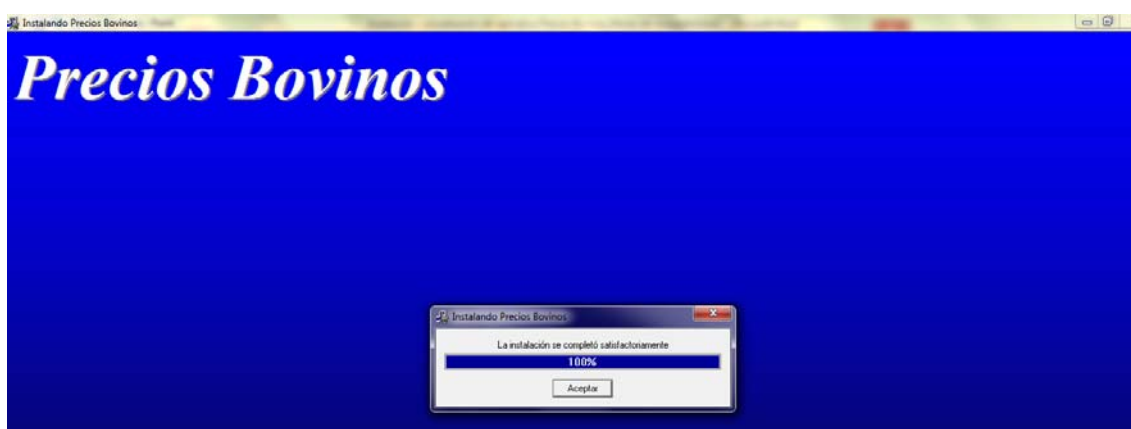 Instalando Precios Bovinos
Precios Bovinos
Instalando Precios Bovinos
La instalación se completó satisfactoriamente
100%
Aceptar